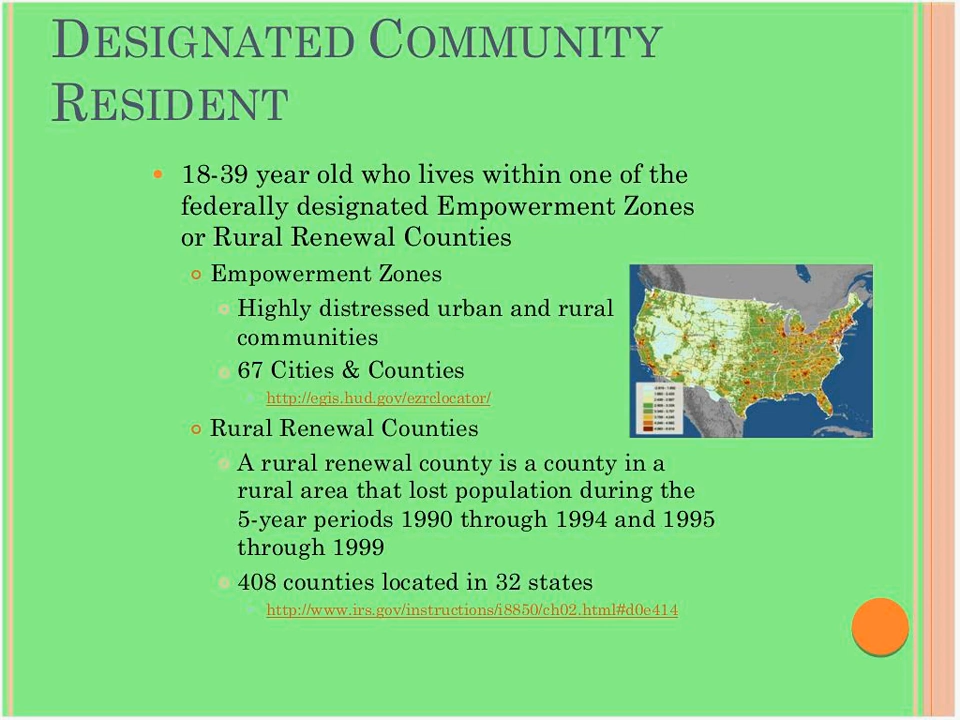 DESIGNATED COMMUNITY
RESIDENT
18-39 year old who lives within one of the
federally designated Empowerment Zones
or Rural Renewal Counties
Empowerment Zones
Highly distressed urban and rural
communities
67 Cities & Counties
http://egis.hud.gov/ezrclocator/
Rural Renewal Counties
A rural renewal county is a county in a
rural area that lost population during the
5-year periods 1990 through 1994 and 1995
through 1999
408 counties located in 32 states
http://www.irs.gov/instructions/i8850/ch02.html#d0e414